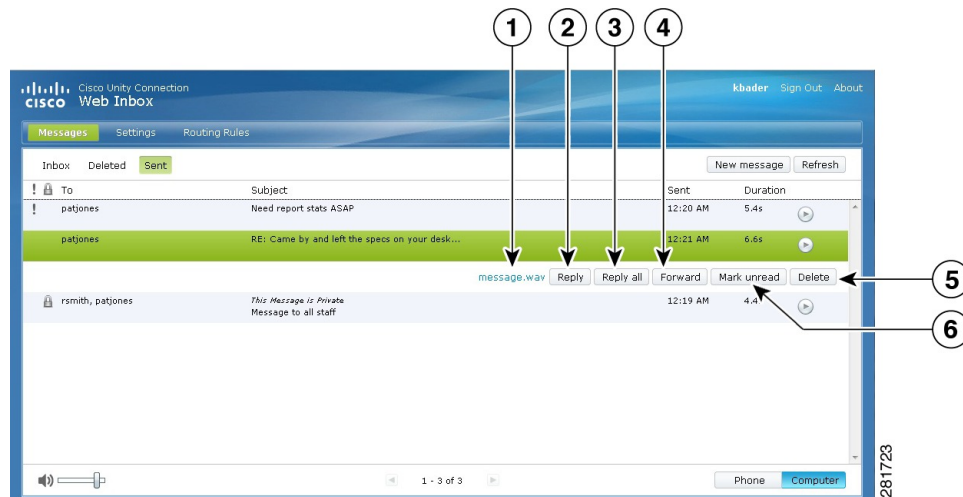 1 2 3 4
Cisco Unity Connection
CISCO Web Inbox
kbader Sign Out About
Messages Settings Routing Rules
Inbox Deleted Sent New message Refresh
! To Subject Sent Duration
! patjones Need report stats ASAP 12:20 AM 5.4s
patjones RE: Came by and left the specs on your desk... 12:21 AM 6.6s
message.wav Reply Reply all Forward Mark unread Delete 5
rsmith, patjones This Message is Private 12:19 AM 4.4
Message to all staff
6
1 - 3 of 3
Phone Computer
281723